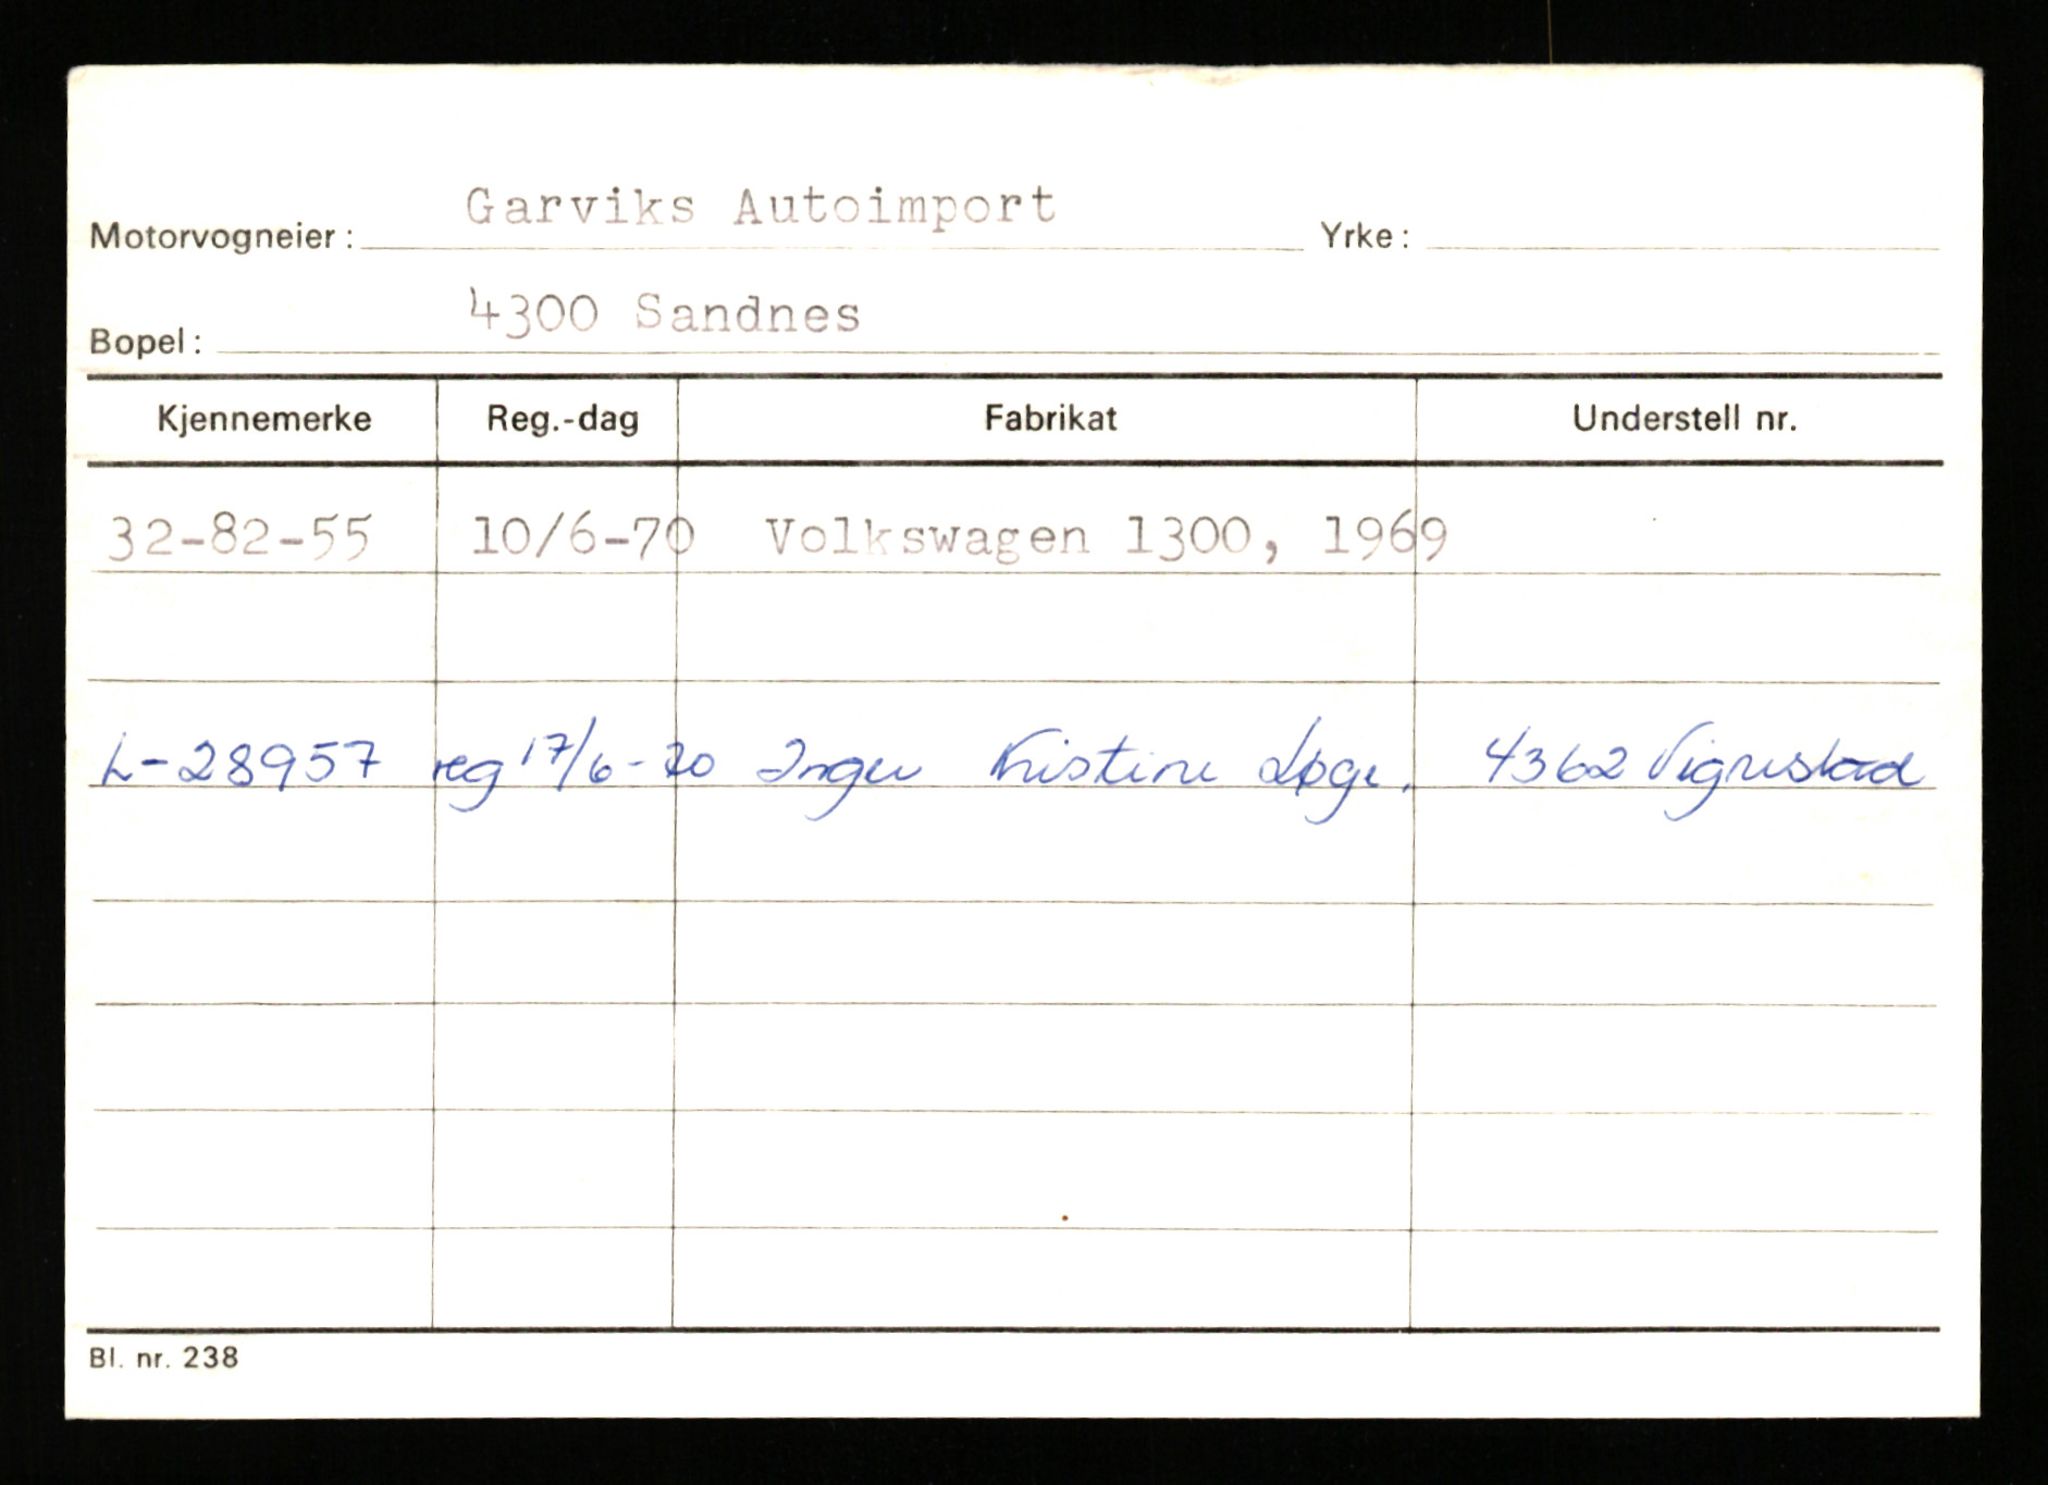 Motorvogneier: Garviks Autoimport Yrke:
Bopel: 4300 Sandnes
Kjennemerke Reg.-dag Fabrikat Understell nr.
32-82-55 10/6-70 Volkswagen 1300, 1969
L-28957 reg 17/6-70 Inger Kristine Løge. 4362 Vigrestad
Bl. nr. 238